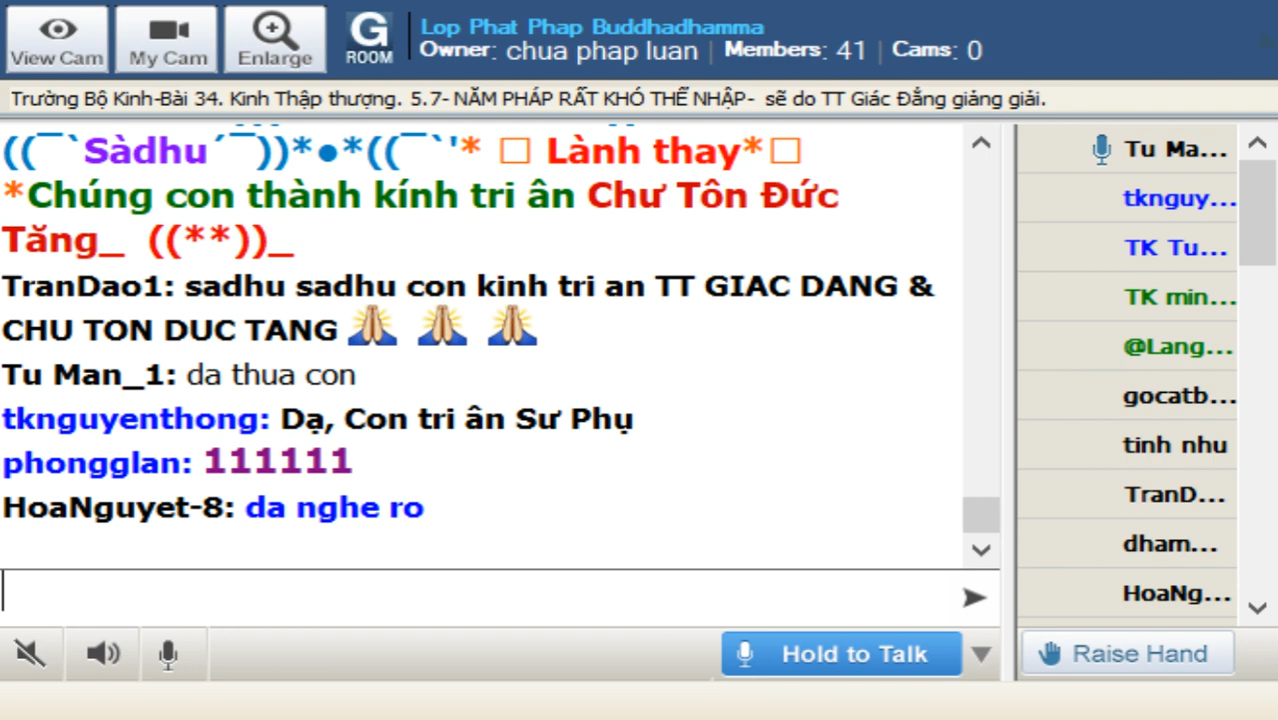 View Cam
My Cam
Enlarge
G
ROOM
Lop Phat Phap Buddhadhamma
Owner: chua phap luan | Members: 41 | Cams: 0
Trường Bộ Kinh-Bài 34. Kinh Thập thượng. 5.7- NĂM PHÁP RẤT KHÓ THỂ NHẬP- sẽ do TT Giác Đẳng giảng giải.
((¯`Sàdhu´¯))*●*((¯`'* □ Lành thay*□
*Chúng con thành kính tri ân Chư Tôn Đức
Tăng_ ((**))_
TranDao1: sadhu sadhu con kinh tri an TT GIAC DANG &
CHU TON DUC TANG 🙏 🙏 🙏
Tu Man_1: da thua con
tknguyenthong: Dạ, Con tri ân Sư Phụ
phongglan: 111111
HoaNguyet-8: da nghe ro
Tu Ma...
tknguy...
TK Tu...
TK min...
@Lang...
gocatb...
tinh nhu
TranD...
dham...
HoaNg...
Hold to Talk
Raise Hand